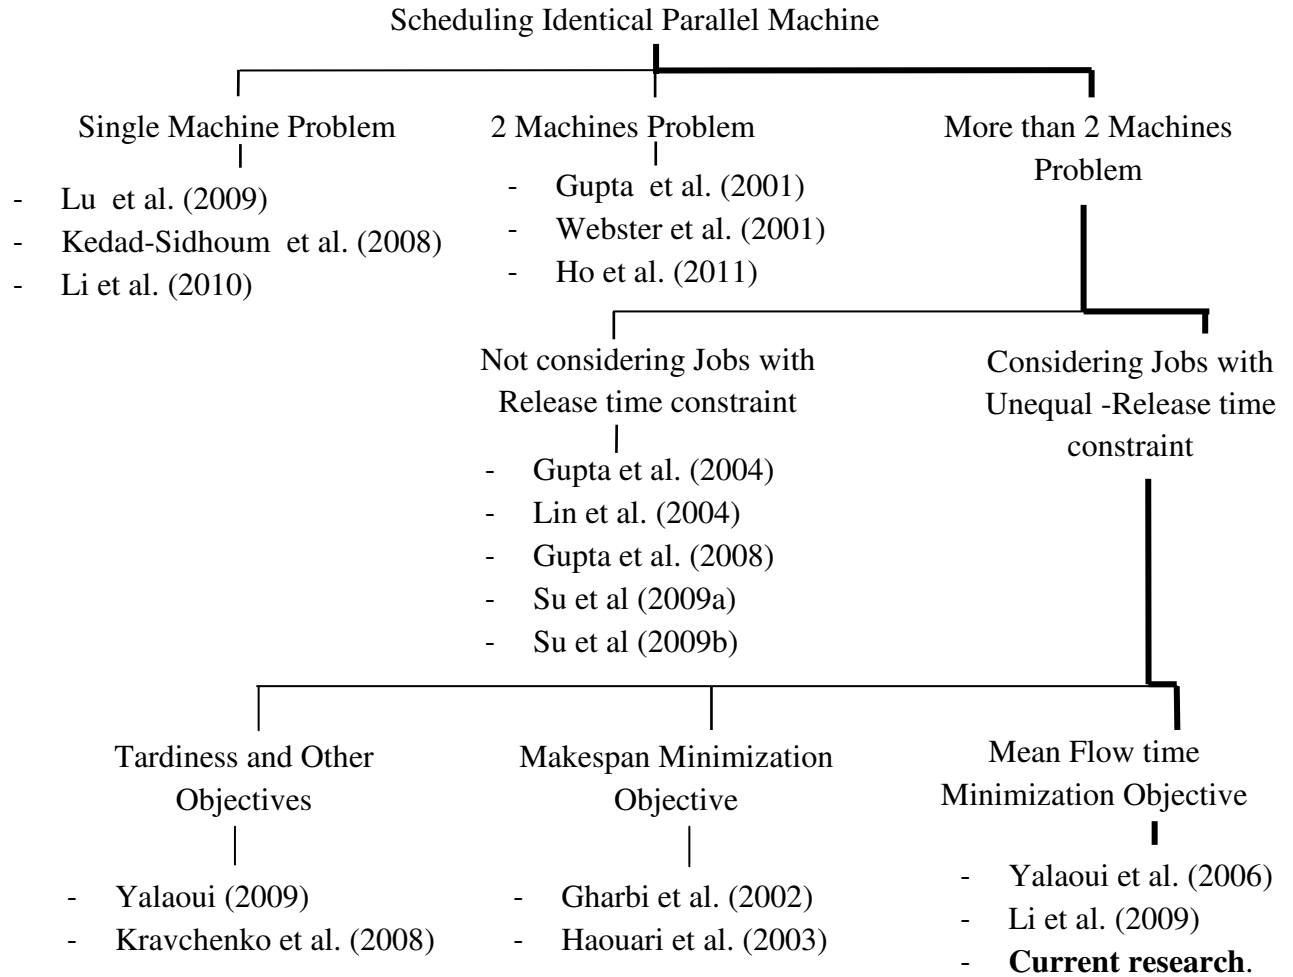 Scheduling Identical Parallel Machine
Single Machine Problem
- Lu et al. (2009)
- Kedad-Sidhoum et al. (2008)
- Li et al. (2010)
2 Machines Problem
- Gupta et al. (2001)
- Webster et al. (2001)
- Ho et al. (2011)
More than 2 Machines
Problem
Not considering Jobs with
Release time constraint
- Gupta et al. (2004)
- Lin et al. (2004)
- Gupta et al. (2008)
- Su et al (2009a)
- Su et al (2009b)
Considering Jobs with
Unequal -Release time
constraint
Tardiness and Other
Objectives
- Yalaoui (2009)
- Kravchenko et al. (2008)
Makespan Minimization
Objective
- Gharbi et al. (2002)
- Haouari et al. (2003)
Mean Flow time
Minimization Objective
- Yalaoui et al. (2006)
- Li et al. (2009)
- Current research.